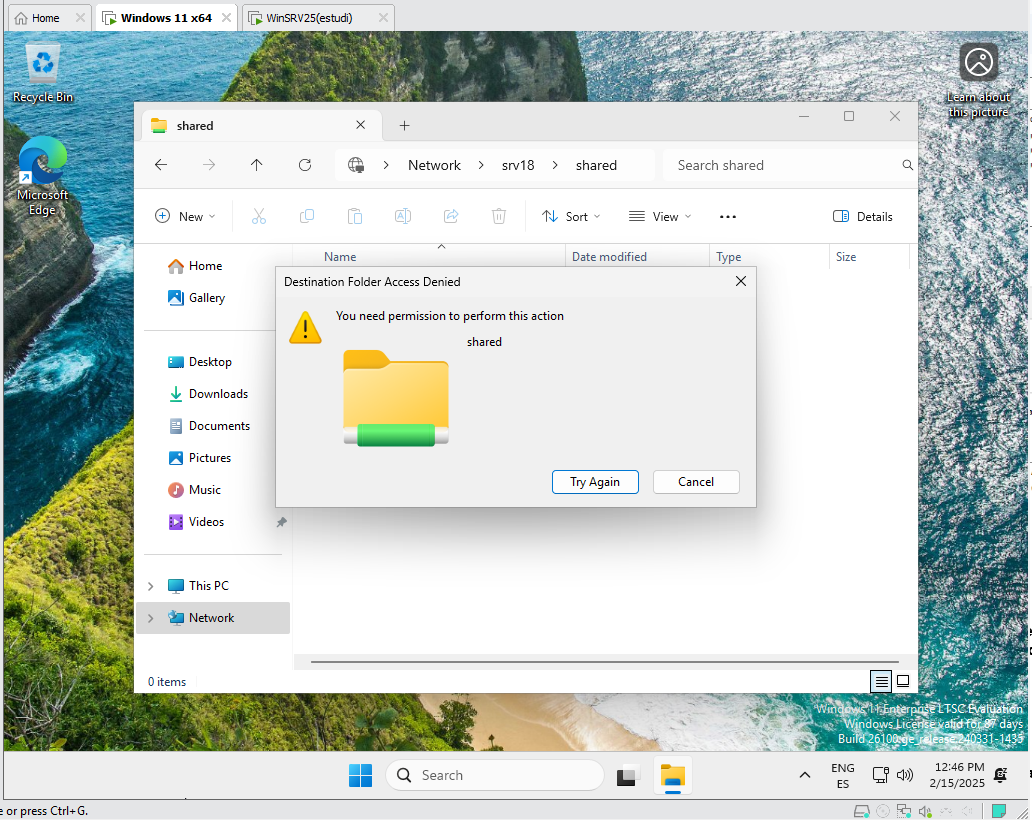 Home
Windows 11 x64
WinSRV25(estudi)
Recycle Bin
Learn about
this picture
Microsoft
Edge
shared
Network
srv18
shared
Search shared
New
Sort
View
Details
Name
Date modified
Type
Size
Home
Gallery
Desktop
Downloads
Documents
Pictures
Music
Videos
This PC
Network
Destination Folder Access Denied
You need permission to perform this action
shared
Try Again
Cancel
0 items
Windows 11 Enterprise LTSC Evaluation
Windows License valid for 87 days
Build 26100.ge_release.240331-1435
Search
ENG
ES
12:46 PM
2/15/2025
e or press Ctrl+G.